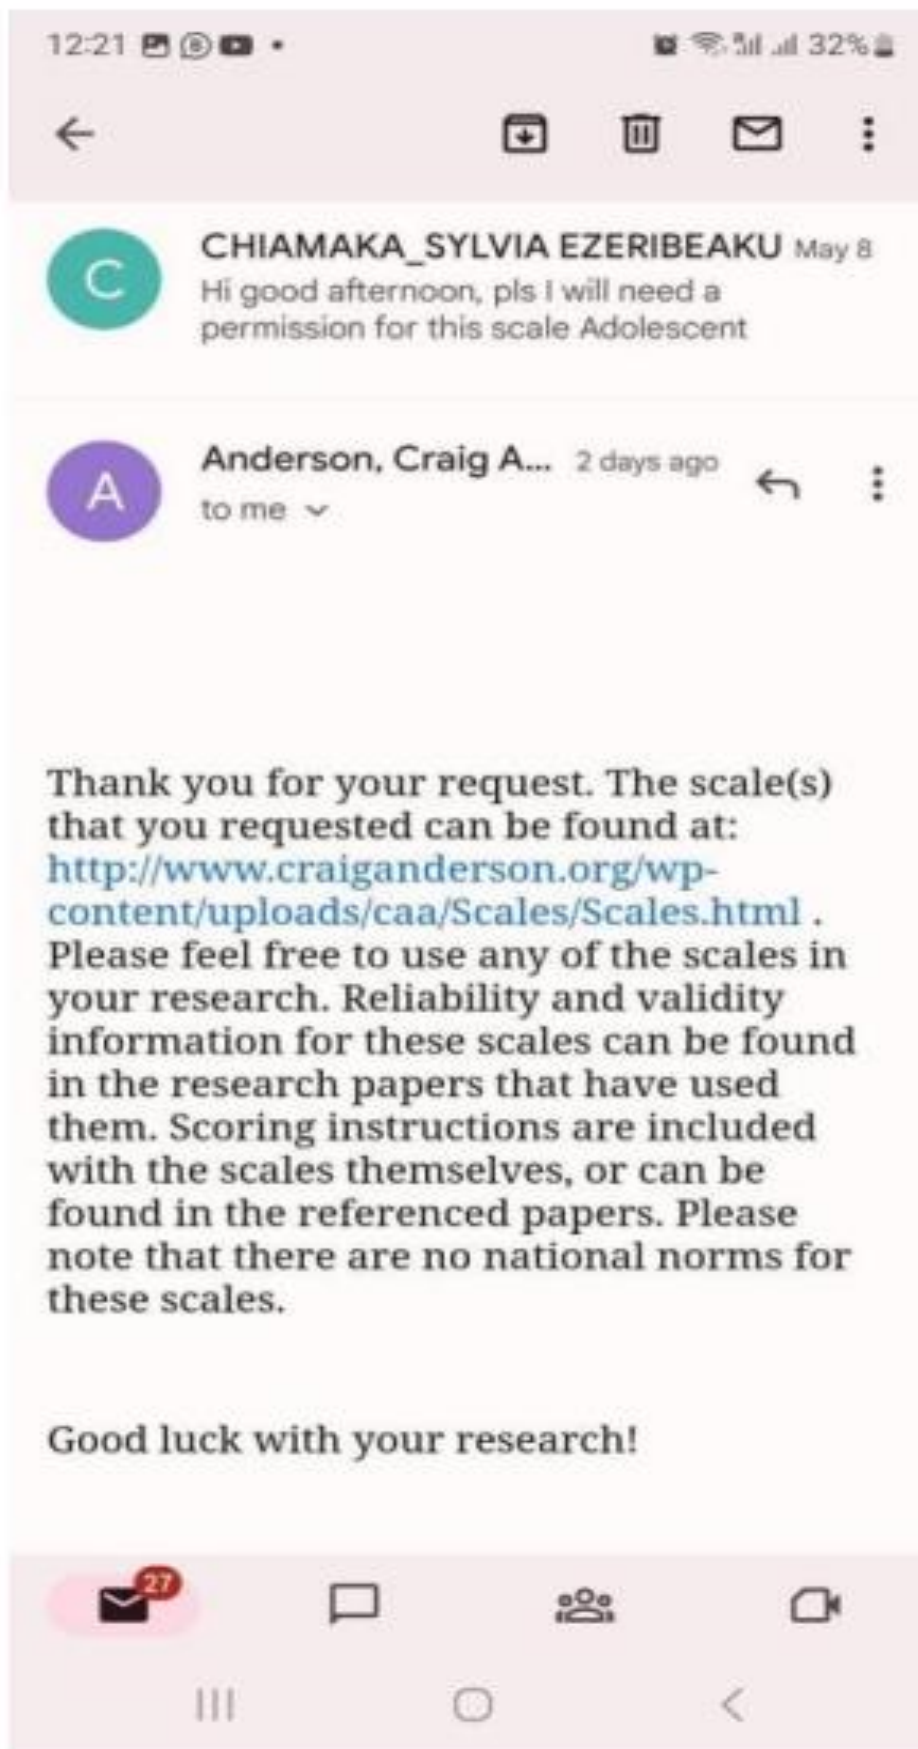 12:21 32%
CHIAMAKA_SYLVIA EZERIBEAKU May 8
Hi good afternoon, pls I will need a
permission for this scale Adolescent
C
Anderson, Craig A... 2 days ago
A
to me
Thank you for your request. The scale(s)
that you requested can be found at:
http://www.craiganderson.org/wp-
content/uploads/caa/Scales/Scales.html .
Please feel free to use any of the scales in
your research. Reliability and validity
information for these scales can be found
in the research papers that have used
them. Scoring instructions are included
with the scales themselves, or can be
found in the referenced papers. Please
note that there are no national norms for
these scales.
Good luck with your research!
27